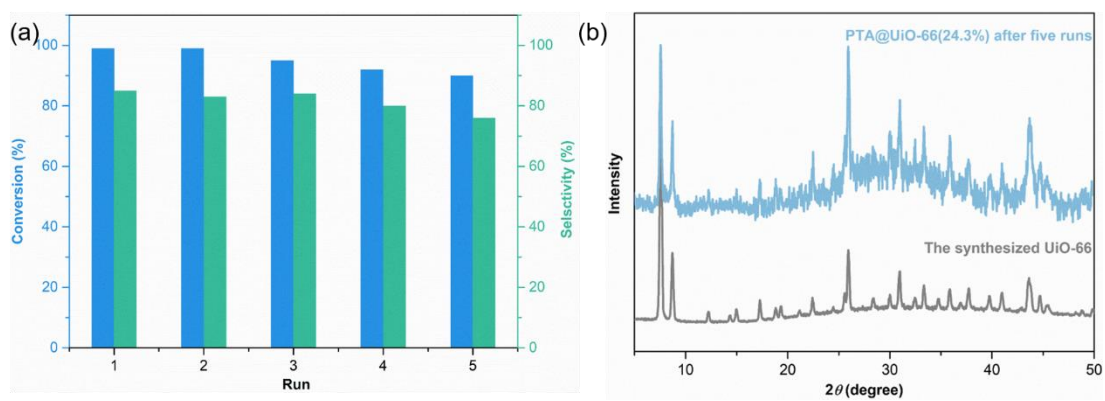 (a)
100
80
60
40
20
0
Conversion (%)
1
2
3
4
5
Run
100
80
60
40
20
0
Selsctivity (%)
(b)
PTA@UiO-66(24.3%) after five runs
The synthesized UiO-66
Intensity
10
20
30
40
50
2θ (degree)